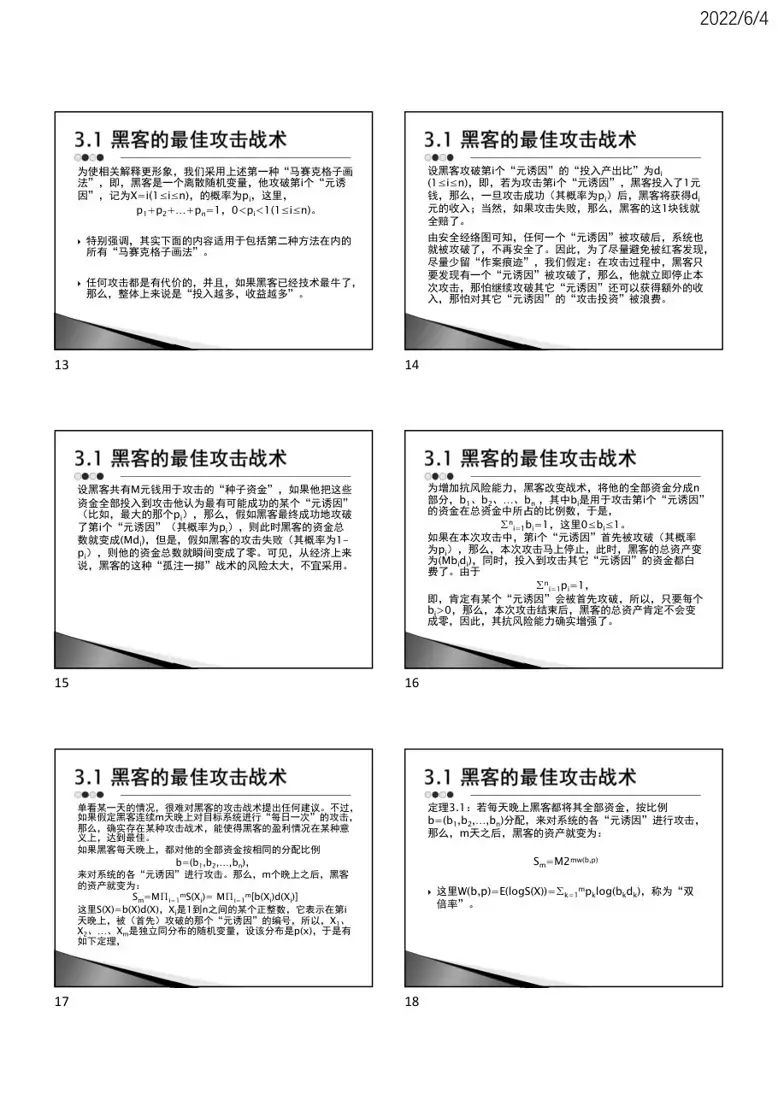 2022/6/4
3.1 黑客的最佳攻击战术
为使相关解释更形象，我们采用上述第一种“马赛克格子画
法”，即，黑客是一个离散随机变量，他攻破第i个“元诱
因”，记为X=i(1≤i≤n)，的概率为pi，这里，
p1+p2+…+pn=1，0<pi<1(1≤i≤n)。
特别强调，其实下面的内容适用于包括第二种方法在内的
所有“马赛克格子画法”。
任何攻击都是有代价的，并且，如果黑客已经技术最牛了，
那么，整体上来说是“投入越多，收益越多”。
13
3.1 黑客的最佳攻击战术
设黑客攻破第i个“元诱因”的“投入产出比”为di
(1≤i≤n)，即，若为攻击第i个“元诱因”，黑客投入了1元
钱，那么，一旦攻击成功（其概率为pi）后，黑客将获得di
元的收入；当然，如果攻击失败，那么，黑客的这1块钱就
全赔了。
由安全经络图可知，任何一个“元诱因”被攻破后，系统也
就被攻破了，不再安全了。因此，为了尽量避免被红客发现，
尽量少留“作案痕迹”，我们假定：在攻击过程中，黑客只
要发现有一个“元诱因”被攻破了，那么，他就立即停止本
次攻击，那怕继续攻破其它“元诱因”还可以获得额外的收
入，那怕对其它“元诱因”的“攻击投资”被浪费。
14
3.1 黑客的最佳攻击战术
设黑客共有M元钱用于攻击的“种子资金”，如果他把这些
资金全部投入到攻击他认为最有可能成功的某个“元诱因”
（比如，最大的那个pi），那么，假如黑客最终成功地攻破
了第i个“元诱因”（其概率为pi），则此时黑客的资金总
数就变成(Mdi)，但是，假如黑客的攻击失败（其概率为1-
pi），则他的资金总数就瞬间变成了零。可见，从经济上来
说，黑客的这种“孤注一掷”战术的风险太大，不宜采用。
15
3.1 黑客的最佳攻击战术
为增加抗风险能力，黑客改变战术，将他的全部资金分成n
部分，b1、b2、…、bn，其中bi是用于攻击第i个“元诱因”
的资金在总资金中所占的比例数，于是，
Σni=1bi=1，这里0≤bi≤1。
如果在本次攻击中，第i个“元诱因”首先被攻破（其概率
为pi），那么，本次攻击马上停止，此时，黑客的总资产变
为(Mbidi)，同时，投入到攻击其它“元诱因”的资金都白
费了。由于
Σni=1pi=1，
即，肯定有某个“元诱因”会被首先攻破，所以，只要每个
bi>0，那么，本次攻击结束后，黑客的总资产肯定不会变
成零，因此，其抗风险能力确实增强了。
16
3.1 黑客的最佳攻击战术
单看某一天的情况，很难对黑客的攻击战术提出任何建议。不过，
如果假定黑客连续m天晚上对目标系统进行“每日一次”的攻击，
那么，确实存在某种攻击战术，能使得黑客的盈利情况在某种意
义上，达到最佳。
如果黑客每天晚上，都对他的全部资金按相同的分配比例
b=(b1,b2,…,bn),
来对系统的各“元诱因”进行攻击。那么，m个晚上之后，黑客
的资产就变为：
Sm=M∏i=1mS(Xi)= M∏i=1m[b(Xi)d(Xi)]
这里S(X)=b(X)d(X)，Xi是1到n之间的某个正整数，它表示在第i
天晚上，被（首先）攻破的那个“元诱因”的编号，所以，X1、
X2、…、Xm是独立同分布的随机变量，设该分布是p(x)，于是有
如下定理，
17
3.1 黑客的最佳攻击战术
定理3.1：若每天晚上黑客都将其全部资金，按比例
b=(b1,b2,…,bn)分配，来对系统的各“元诱因”进行攻击，
那么，m天之后，黑客的资产就变为：
Sm=M2mw(b,p)
这里W(b,p)=E(logS(X))=Σk=1mpklog(bkdk)，称为“双
倍率”。
18